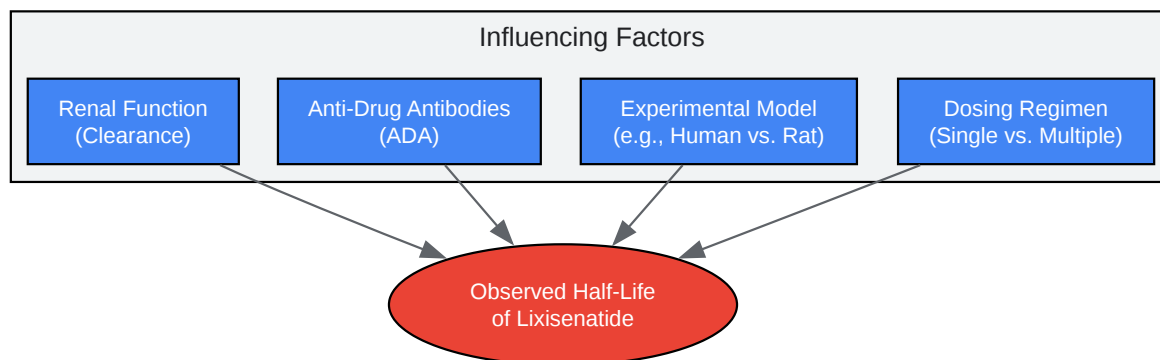 Influencing Factors
Renal Function
(Clearance)
Anti-Drug Antibodies
(ADA)
Experimental Model
(e.g., Human vs. Rat)
Dosing Regimen
(Single vs. Multiple)
Observed Half-Life
of Lixisenatide